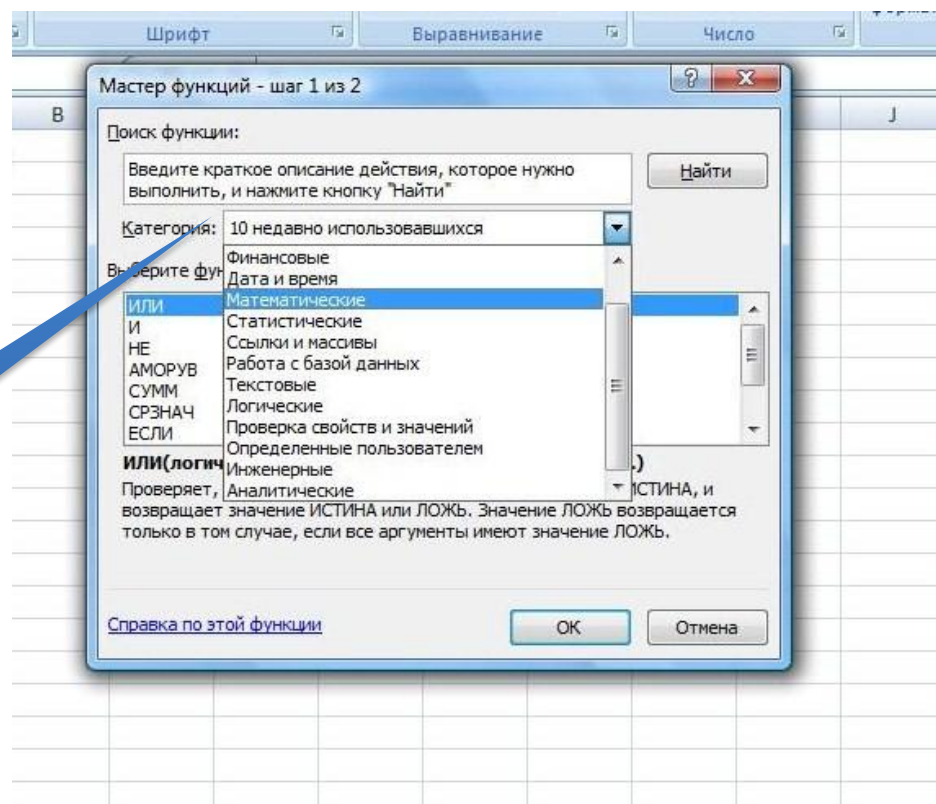 Шрифт Выравнивание Число
Мастер функций - шаг 1 из 2
B J
Поиск функции:
Введите краткое описание действия, которое нужно
выполнить, и нажмите кнопку "Найти"
Найти
Категория: 10 недавно использовавшихся
Финансовые
Дата и время
Математические
Статистические
Ссылки и массивы
Работа с базой данных
Текстовые
Логические
Проверка свойств и значений
Определенные пользователем
Инженерные
Аналитические
Выберите
ИЛИ
И
НЕ
АМОРУВ
СУММ
СРЗНАЧ
ЕСЛИ
ИЛИ(логич .)
Проверяет, ИСТИНА, и
возвращает значение ИСТИНА или ЛОЖЬ. Значение ЛОЖЬ возвращается
только в том случае, если все аргументы имеют значение ЛОЖЬ.
Справка по этой функции
ОК Отмена